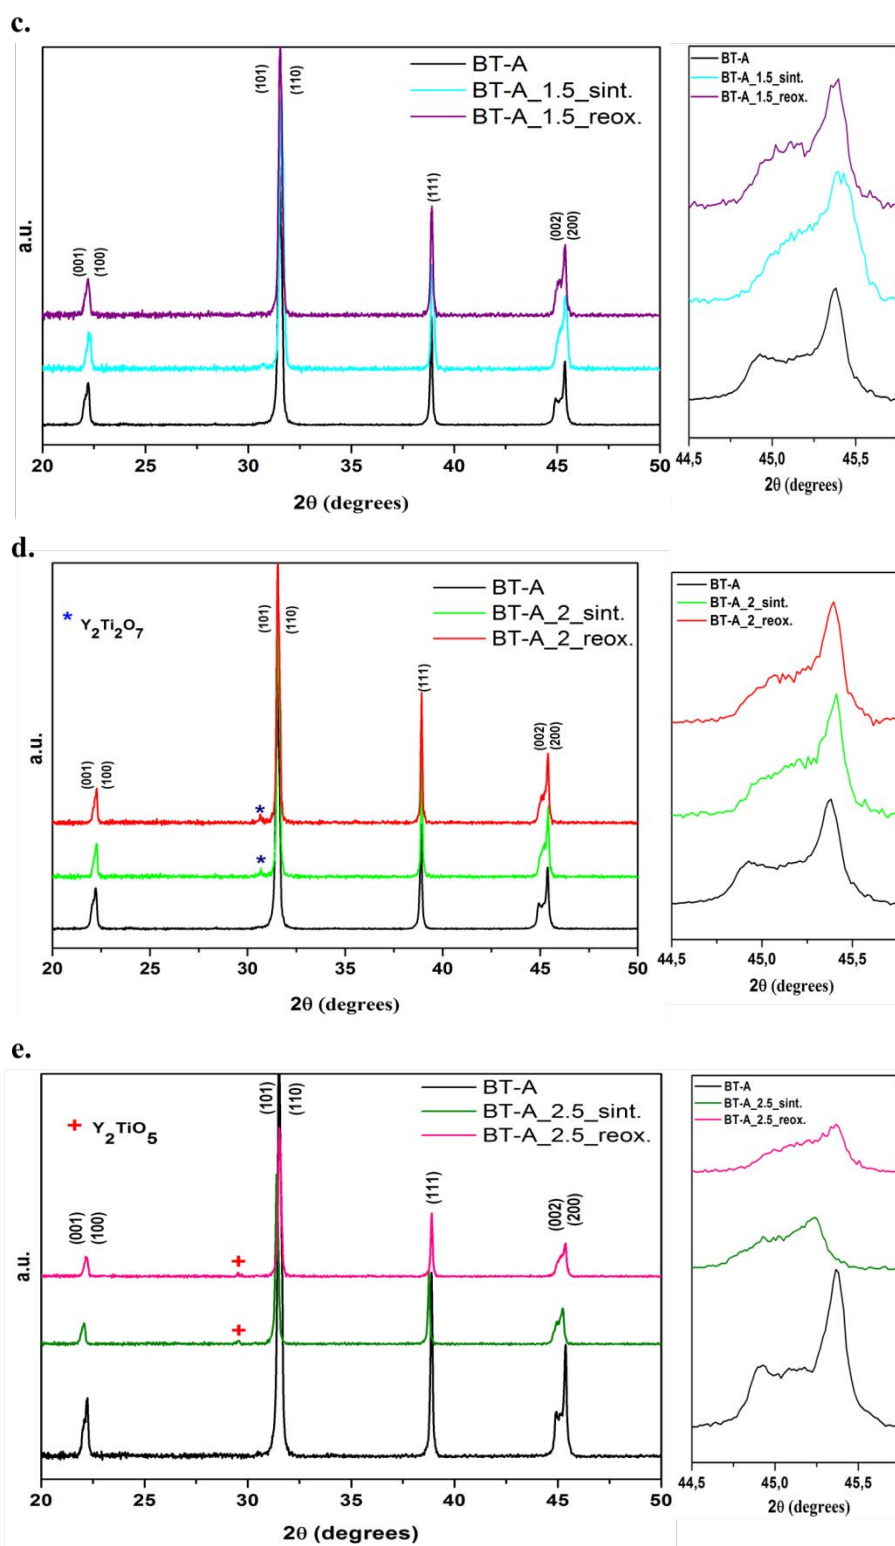 c.
BT-A
BT-A_1.5_sint.
BT-A_1.5_reox.
(001)
(100)
(101)
(110)
(111)
(002)
(200)
a.u.
20 25 30 35 40 45 50
2θ (degrees)
BT-A
BT-A_1.5_sint.
BT-A_1.5_reox.
44,5 45,0 45,5
2θ (degrees)
d.
* Y2Ti2O7
BT-A
BT-A_2_sint.
BT-A_2_reox.
(001)
(100)
*
*
(101)
(110)
(111)
(002)
(200)
a.u.
20 25 30 35 40 45 50
2θ (degrees)
BT-A
BT-A_2_sint.
BT-A_2_reox.
44,5 45,0 45,5
2θ (degrees)
e.
+ Y2TiO5
BT-A
BT-A_2.5_sint.
BT-A_2.5_reox.
(001)
(100)
+
+
(101)
(110)
(111)
(002)
(200)
a.u.
20 25 30 35 40 45 50
2θ (degrees)
BT-A
BT-A_2.5_sint.
BT-A_2.5_reox.
44,5 45,0 45,5
2θ (degrees)